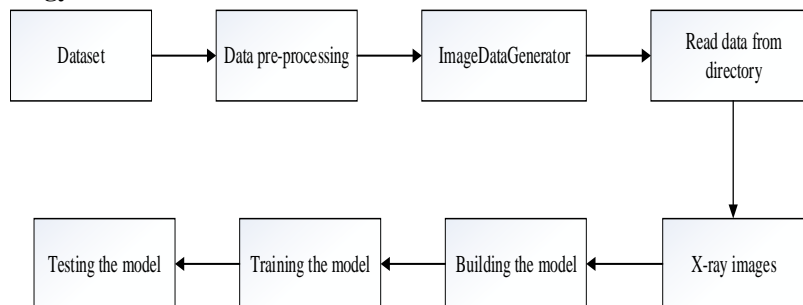 Dataset
Data pre-processing
ImageDataGenerator
Read data from
directory
X-ray images
Building the model
Training the model
Testing the model